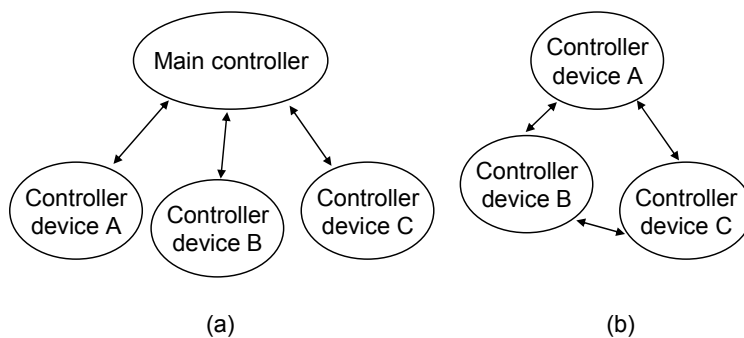 Main controller
Controller
device A
Controller
device B
Controller
device C
(a)
Controller
device A
Controller
device B
Controller
device C
(b)